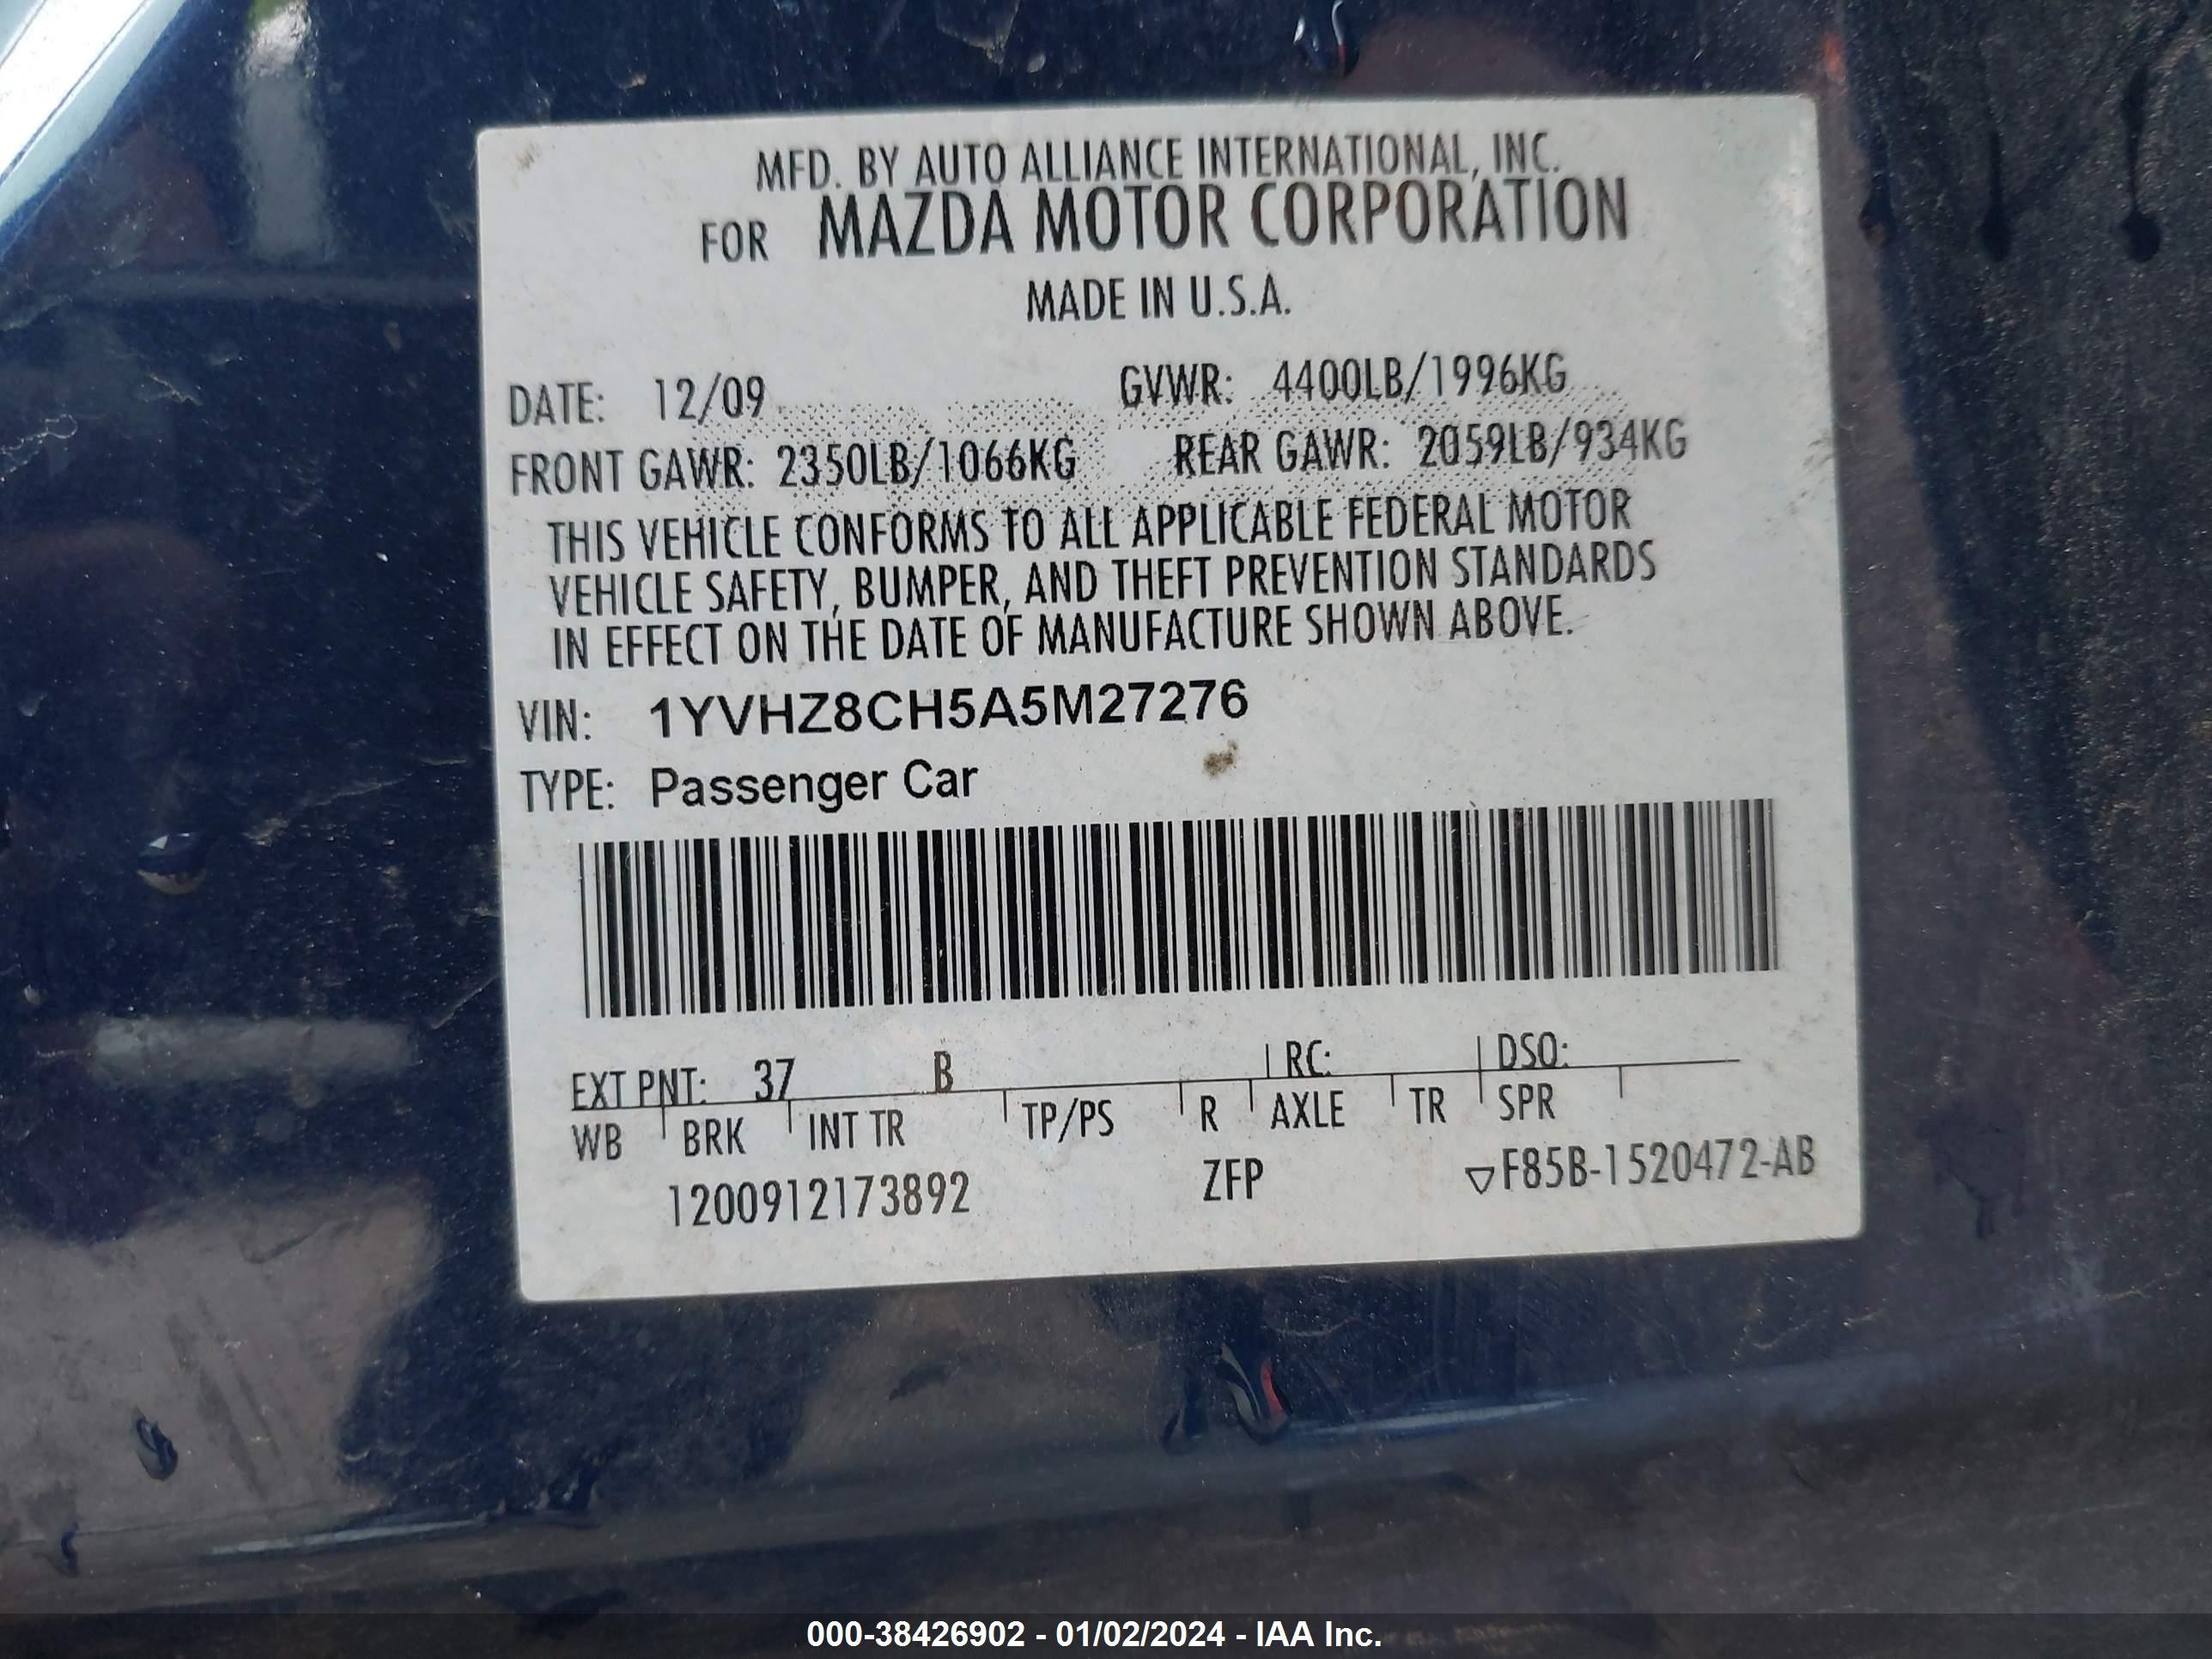 MFD. BY AUTO ALLIANCE INTERNATIONAL, INC.
FOR MAZDA MOTOR CORPORATION
MADE IN U.S.A.
DATE: 12/09 GVWR: 4400LB/1996KG
FRONT GAWR: 2350LB/1066KG REAR GAWR: 2059LB/934KG
THIS VEHICLE CONFORMS TO ALL APPLICABLE FEDERAL MOTOR
VEHICLE SAFETY, BUMPER, AND THEFT PREVENTION STANDARDS
IN EFFECT ON THE DATE OF MANUFACTURE SHOWN ABOVE.
VIN: 1YVHZ8CH5A5M27276
TYPE: Passenger Car
EXT PNT: 37 B RC: DSO:
WB BRK INT TR TP/PS R AXLE TR SPR
1200912173892 ZFP ▽F85B-1520472-AB
000-38426902 - 01/02/2024 - IAA Inc.